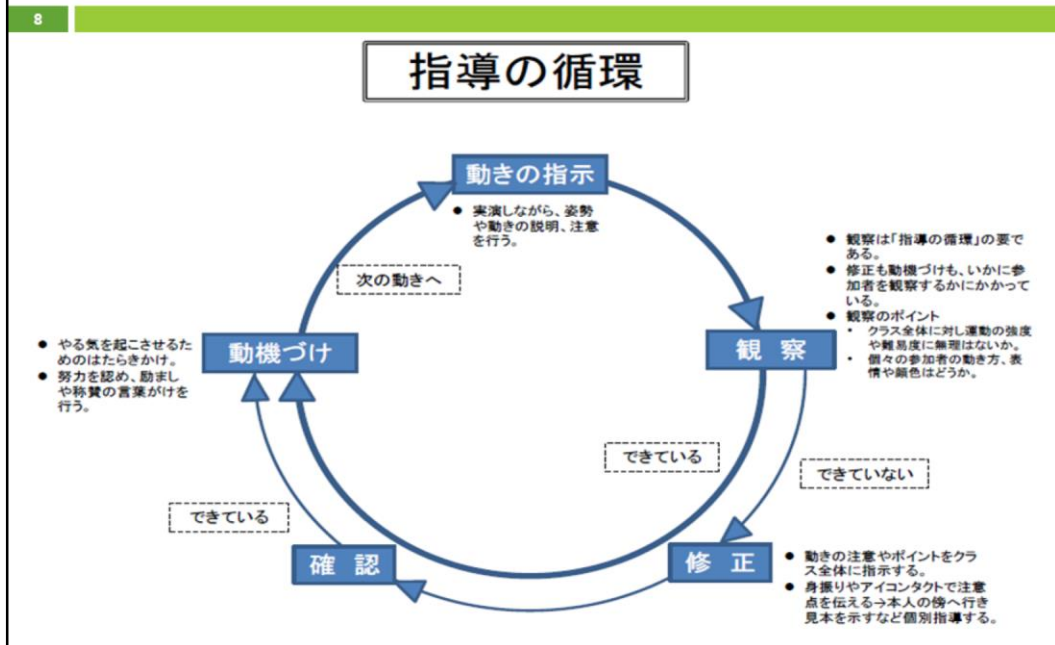 8
指導の循環
動きの指示
● 実演しながら、姿勢
や動きの説明、注意
を行う。
次の動きへ
● 観察は「指導の循環」の要で
ある。
● 修正も動機づけも、いかに参
加者を観察するかにかかって
いる。
● 観察のポイント
・ クラス全体に対し運動の強度
や難易度に無理はないか。
・ 個々の参加者の動き方、表
情や顔色はどうか。
観 察
動機づけ
● やる気を起こさせるた
めのはたらきかけ。
● 努力を認め、励まし
や称賛の言葉がけを
行う。
できている
できていない
できている
確 認
修 正
● 動きの注意やポイントをクラ
ス全体に指示する。
● 身振りやアイコンタクトで注意
点を伝える→本人の傍へ行き
見本を示すなど個別指導する。